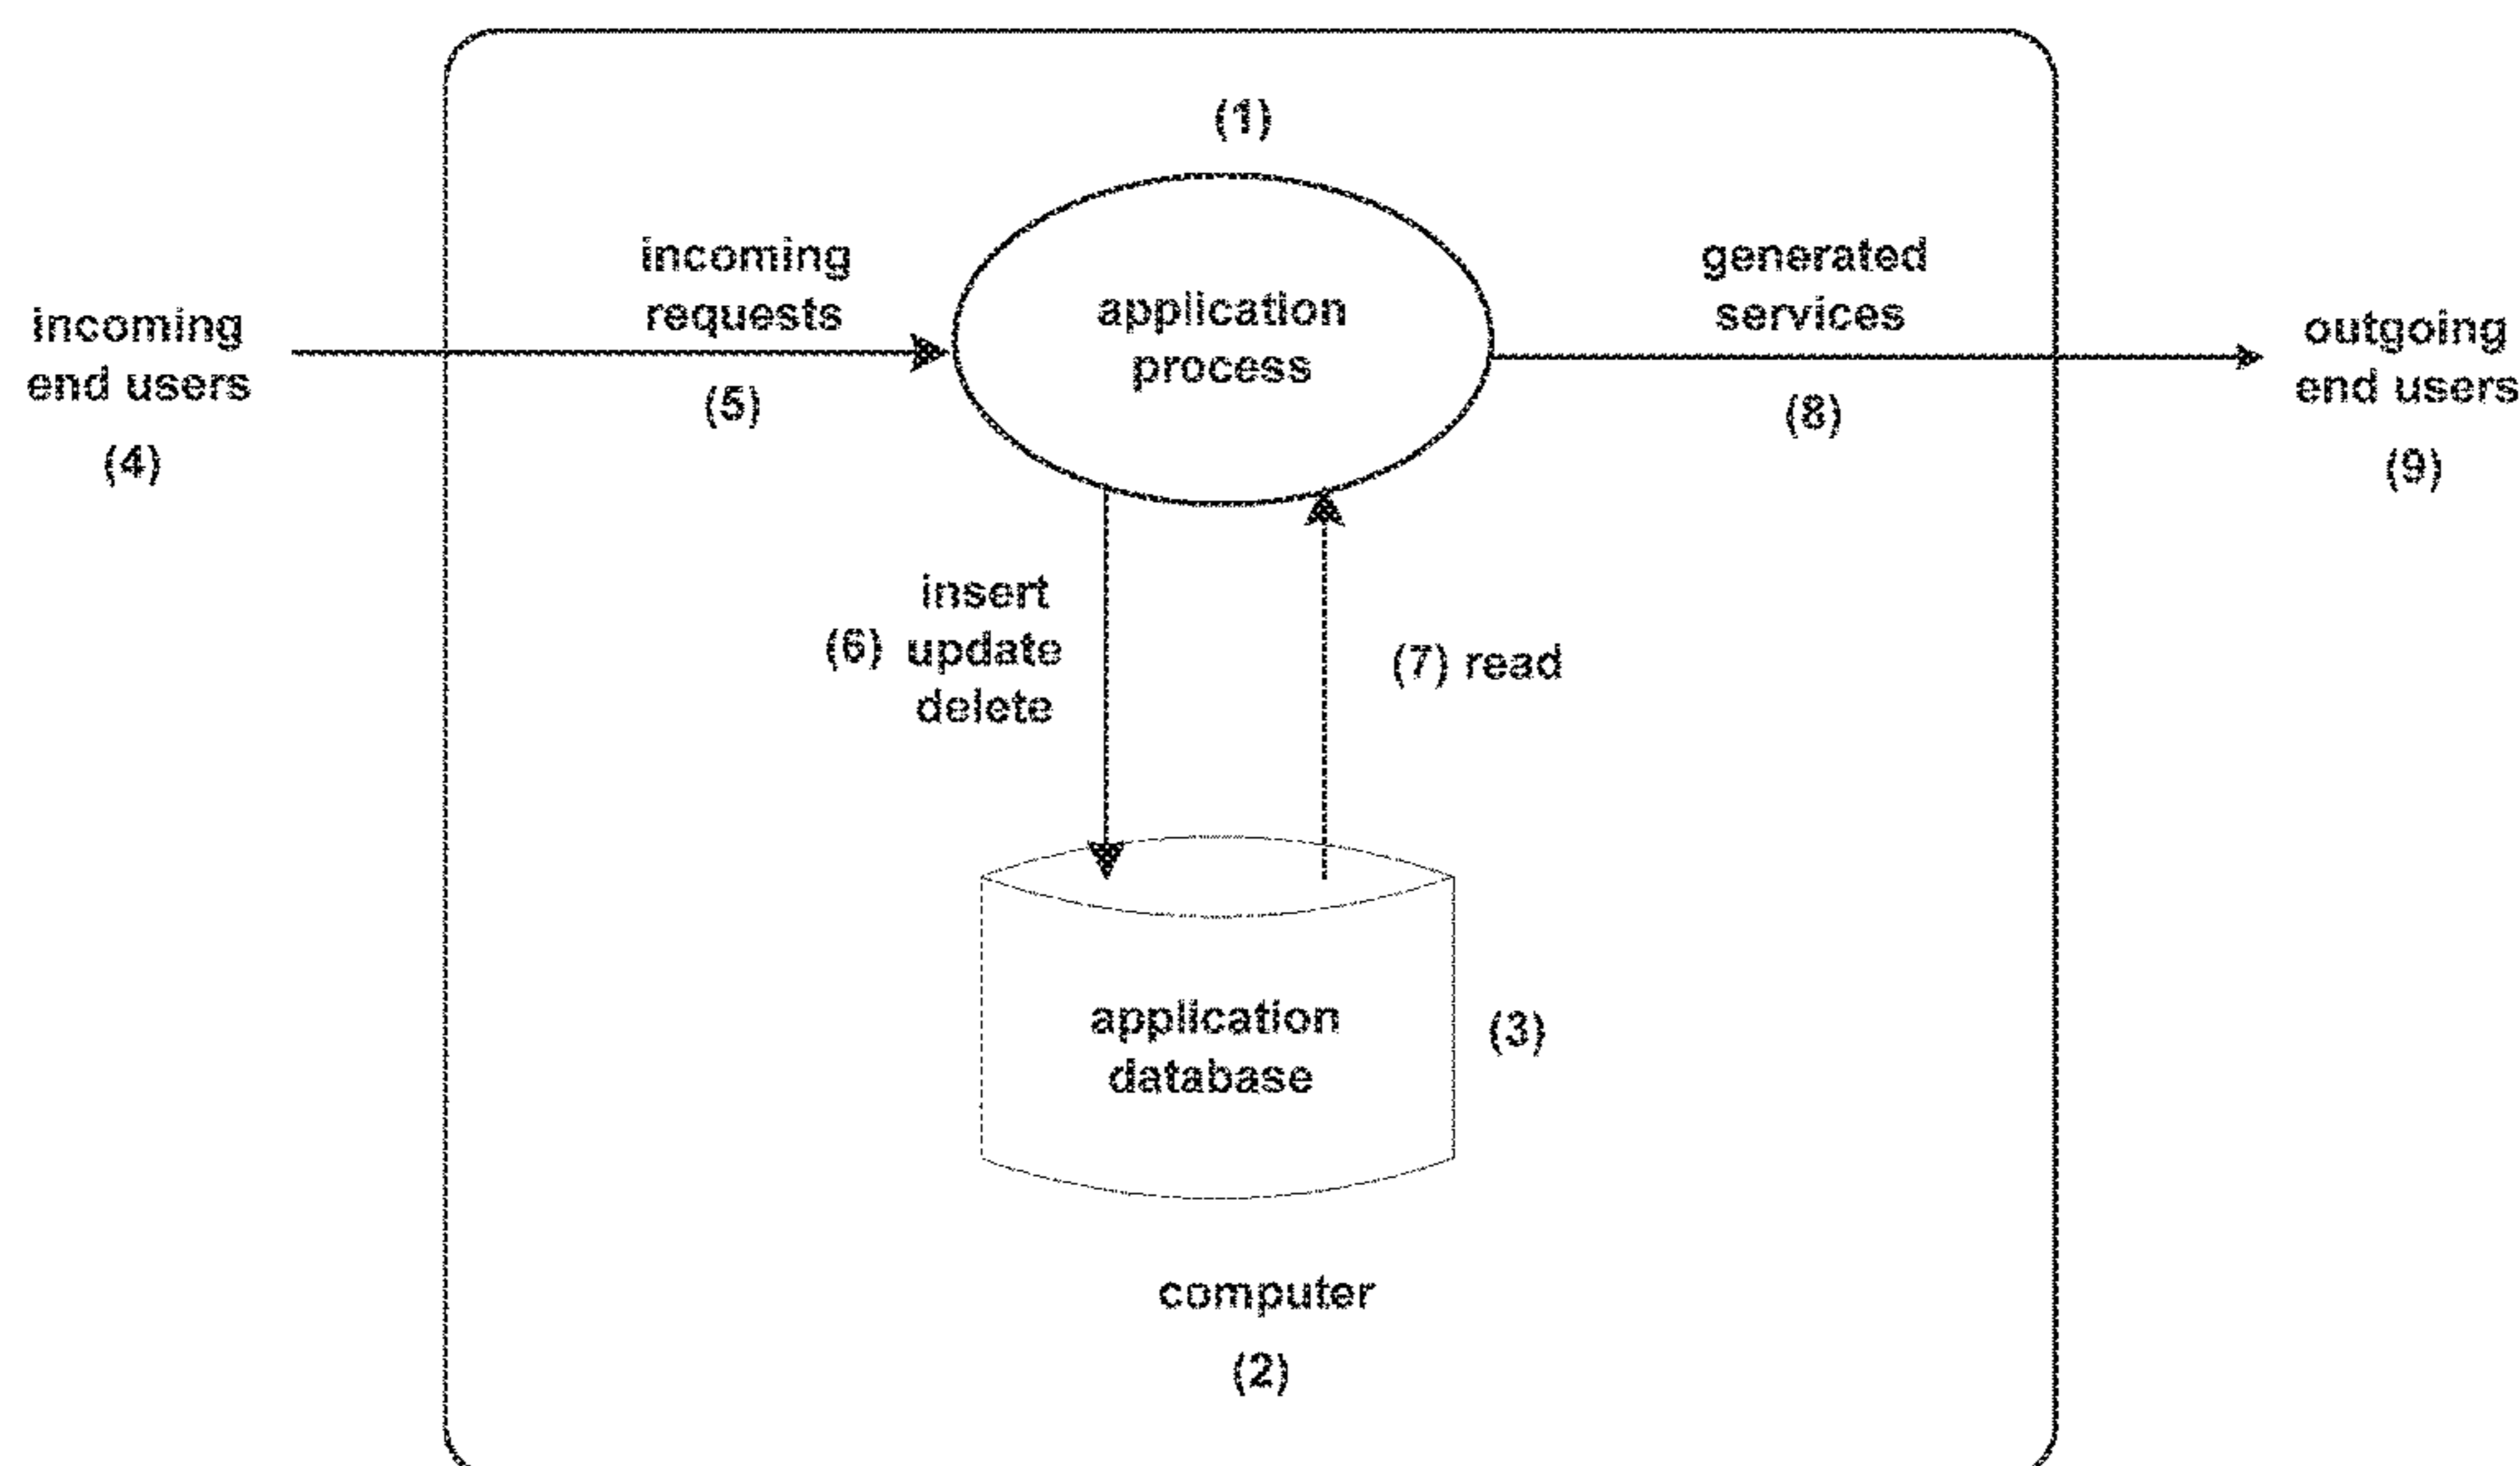 (1)
incoming
requests
(5)
application
process
generated
services
(8)
incoming
end users
(4)
outgoing
end users
(9)
(6) insert
update
delete
(7) read
application
database
(3)
computer
(2)